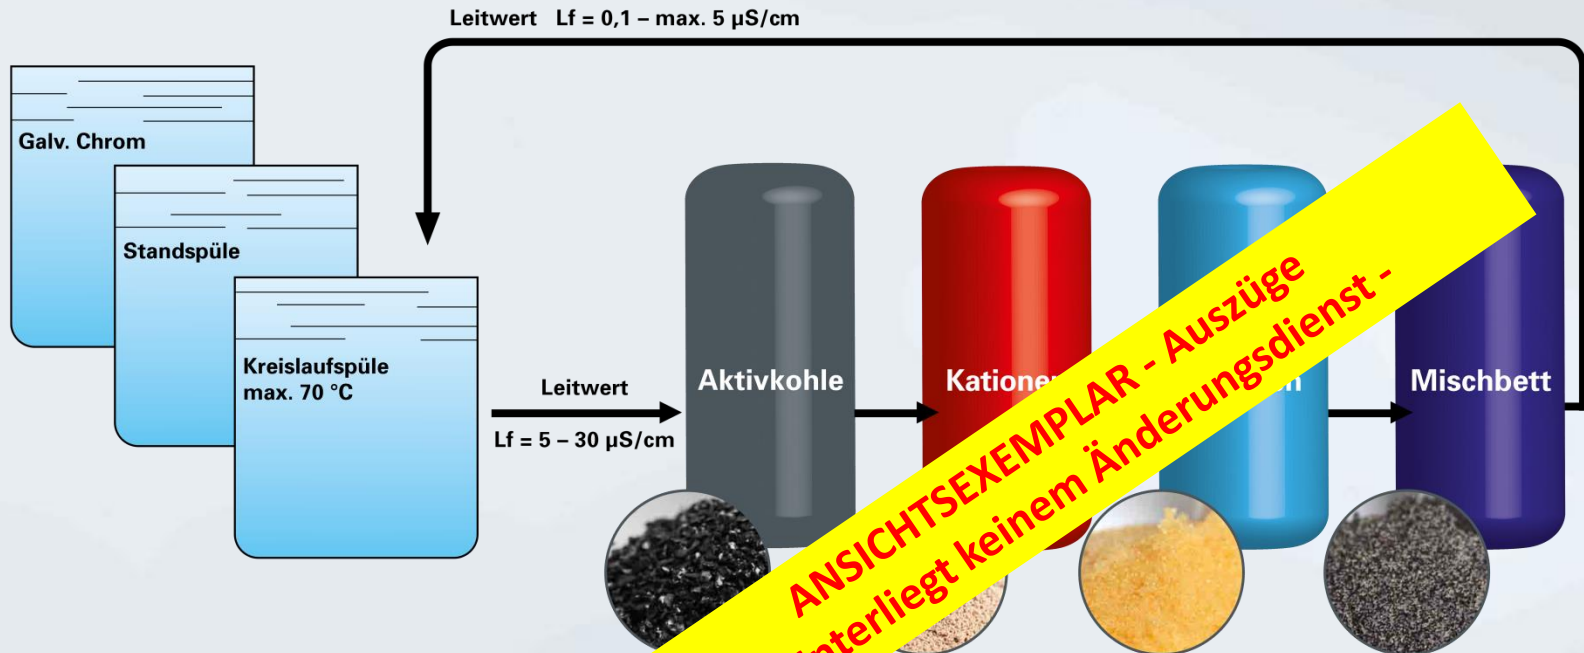 Leitwert Lf = 0,1 – max. 5 µS/cm
Galv. Chrom
Standspüle
Kreislaufspüle
max. 70 °C
Leitwert
Lf = 5 – 30 µS/cm
Aktivkohle
Mischbett
ANSICHTSEXEMPLAR - Auszüge
keinem Änderungsdienst -